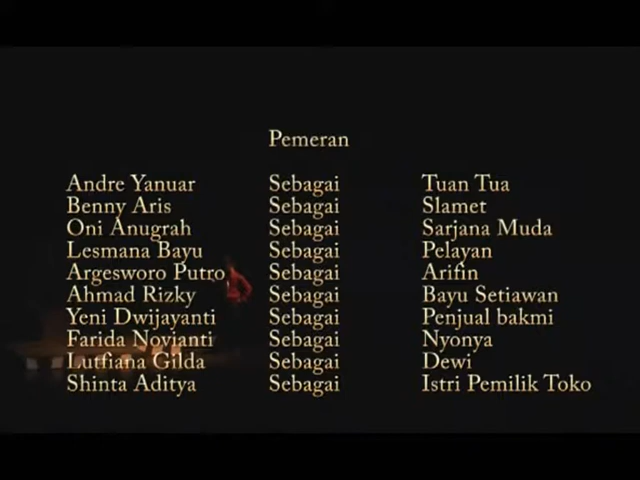 Pemeran
Andre Yanuar Sebagai Tuan Tua
Benny Aris Sebagai Slamet
Oni Anugrah Sebagai Sarjana Muda
Lesmana Bayu Sebagai Pelayan
Argesworo Putro Sebagai Arifin
Ahmad Rizky Sebagai Bayu Setiawan
Yeni Dwijayanti Sebagai Penjual bakmi
Farida Novianti Sebagai Nyonya
Lutfiana Gilda Sebagai Dewi
Shinta Aditya Sebagai Istri Pemilik Toko